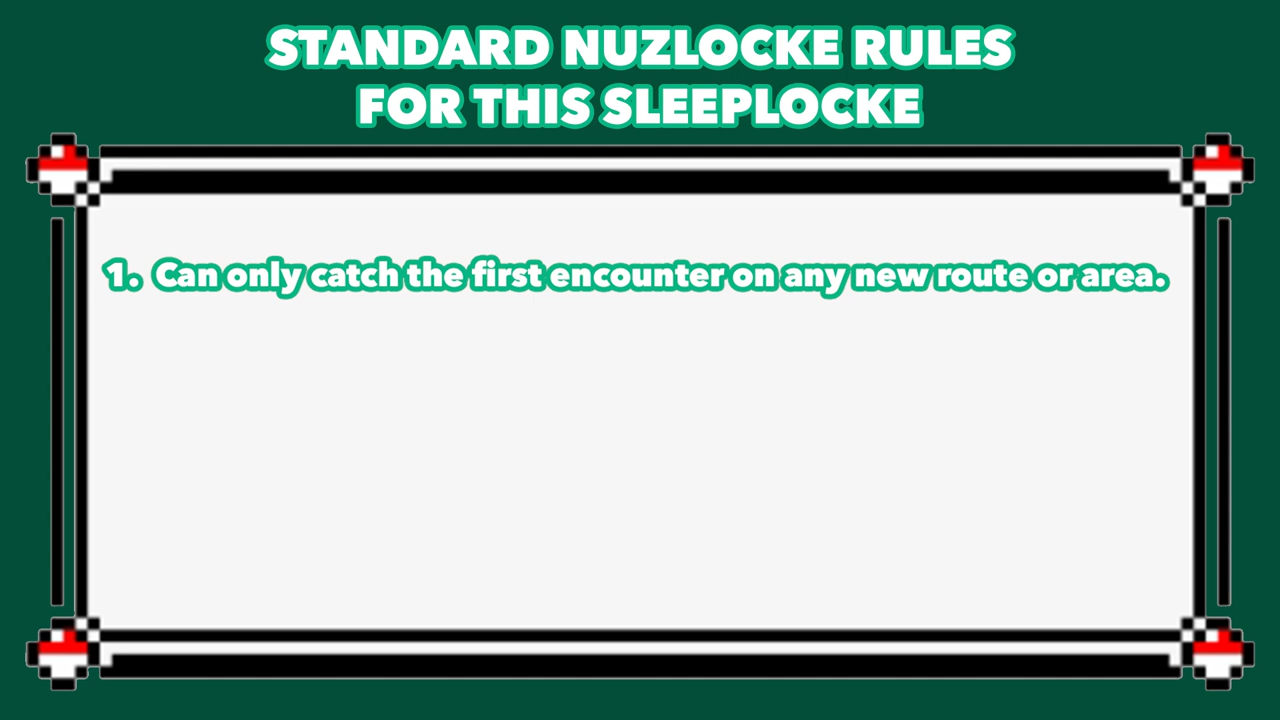 STANDARD NUZLOCKE RULES
FOR THIS SLEEPLOCKE
1. Can only catch the first encounter on any new route or area.